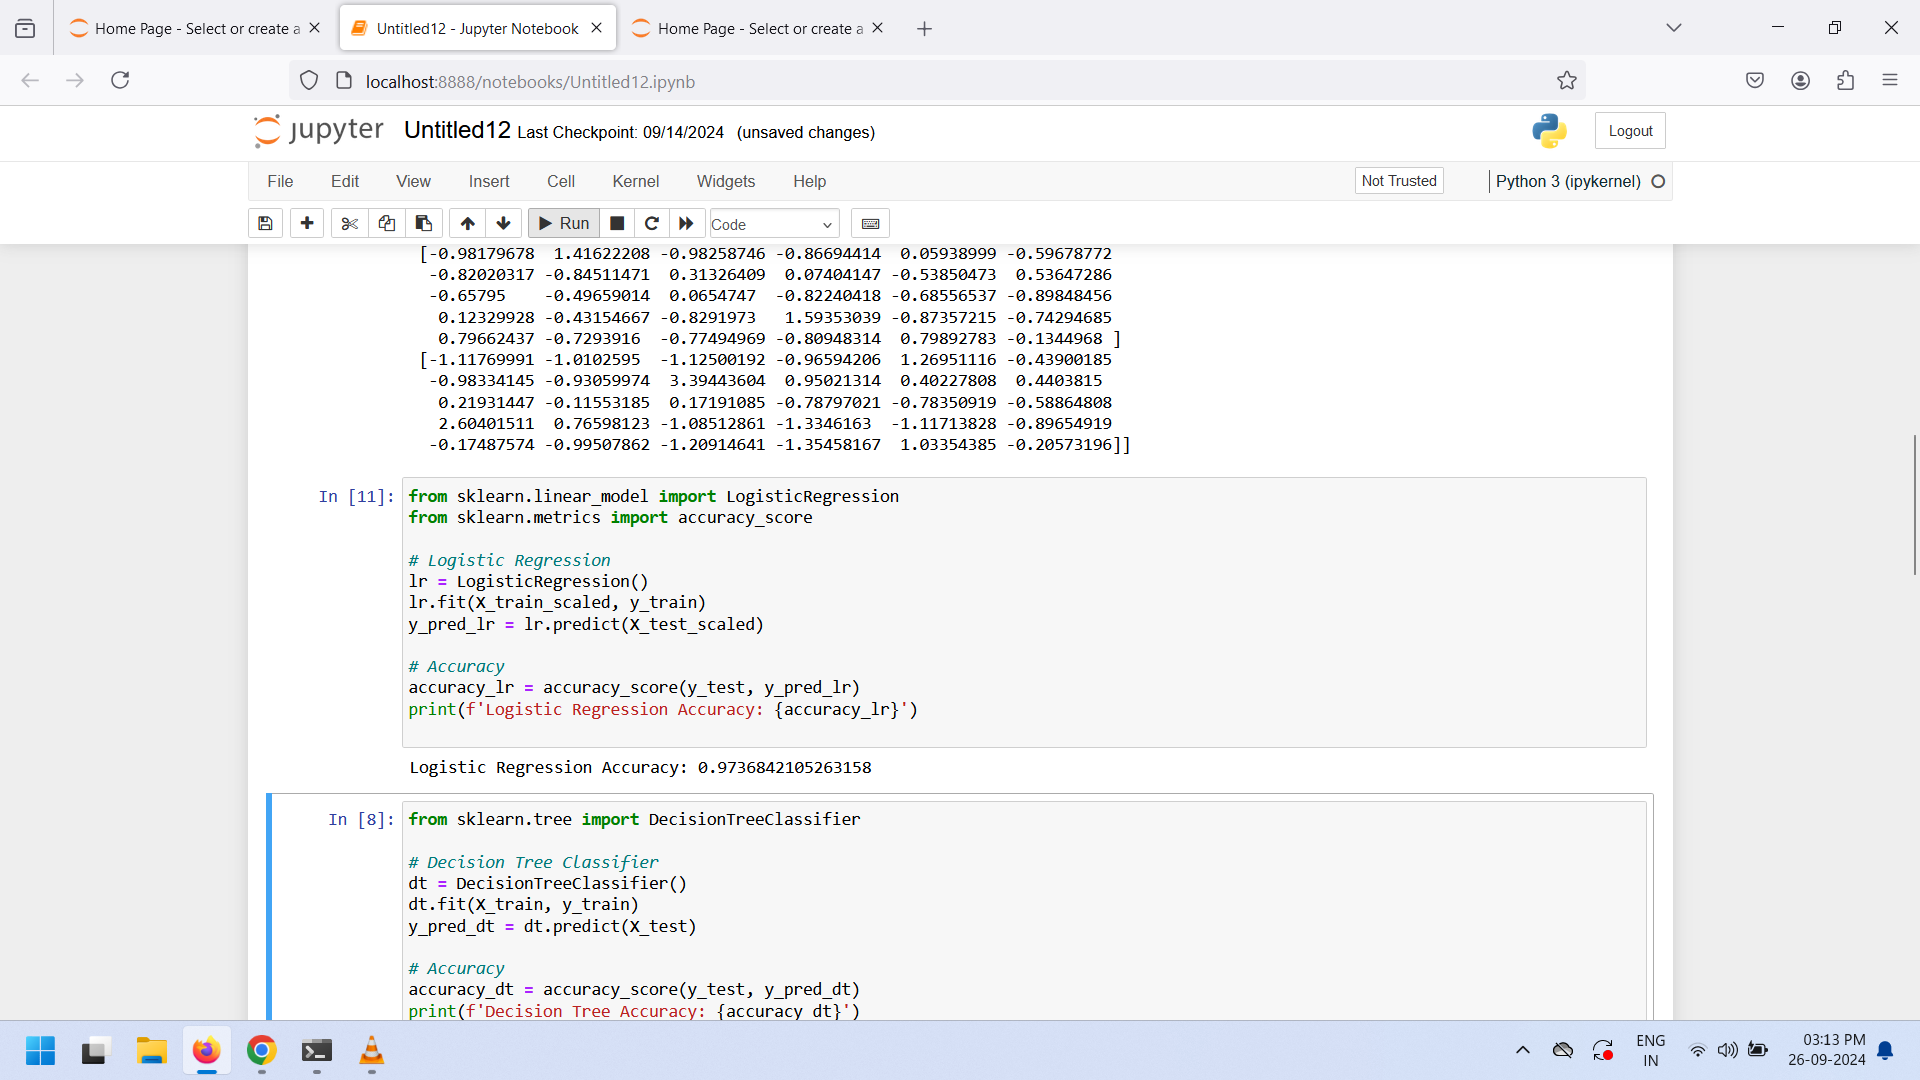 Home Page - Select or create a
Untitled12 - Jupyter Notebook
Home Page - Select or create a
localhost:8888/notebooks/Untitled12.ipynb
jupyter Untitled12 Last Checkpoint: 09/14/2024 (unsaved changes)
Logout
File Edit View Insert Cell Kernel Widgets Help
Not Trusted
Python 3 (ipykernel)
Run
Code
[-0.98179678  1.41622208 -0.98258746 -0.86694414  0.05938999 -0.59678772
-0.82020317 -0.84511471  0.31326409  0.07404147 -0.53850473  0.53647286
-0.65795    -0.49659014  0.0654747  -0.82240418 -0.68556537 -0.89848456
0.12329928 -0.43154667 -0.8291973   1.59353039 -0.87357215 -0.74294685
0.79662437 -0.7293916  -0.77494969 -0.80948314  0.79892783 -0.1344968 ]
[-1.11769991 -1.0102595  -1.12500192 -0.96594206  1.26951116 -0.43900185
-0.98334145 -0.93059974  3.39443604  0.95021314  0.40227808  0.4403815
0.21931447 -0.11553185  0.17191085 -0.78797021 -0.78350919 -0.58864808
2.60401511  0.76598123 -1.08512861 -1.3346163  -1.11713828 -0.89654919
-0.17487574 -0.99507862 -1.20914641 -1.35458167  1.03354385 -0.20573196]]
In [11]:
from sklearn.linear_model import LogisticRegression
from sklearn.metrics import accuracy_score
# Logistic Regression
lr = LogisticRegression()
lr.fit(X_train_scaled, y_train)
y_pred_lr = lr.predict(X_test_scaled)
# Accuracy
accuracy_lr = accuracy_score(y_test, y_pred_lr)
print(f'Logistic Regression Accuracy: {accuracy_lr}')
Logistic Regression Accuracy: 0.9736842105263158
In [8]:
from sklearn.tree import DecisionTreeClassifier
# Decision Tree Classifier
dt = DecisionTreeClassifier()
dt.fit(X_train, y_train)
y_pred_dt = dt.predict(X_test)
# Accuracy
accuracy_dt = accuracy_score(y_test, y_pred_dt)
print(f'Decision Tree Accuracy: {accuracy_dt}')
ENG
IN
03:13 PM
26-09-2024